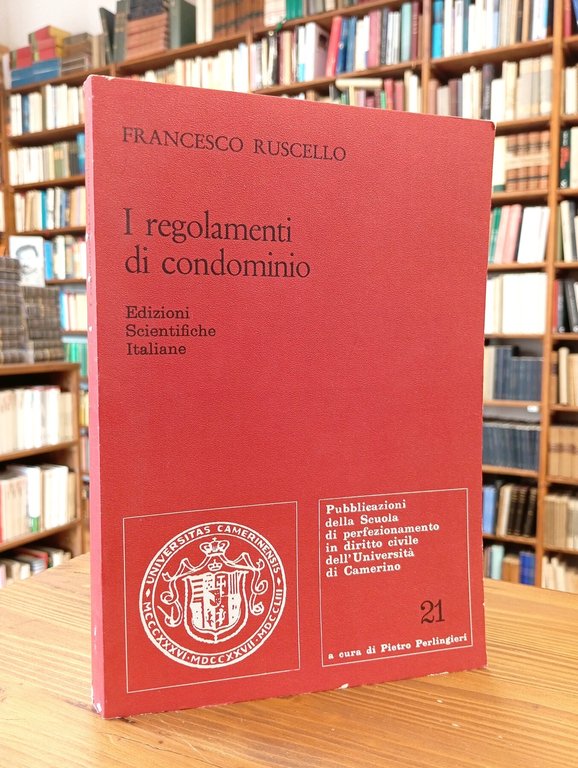 FRANCESCO RUSCELLO
I regolamenti
di condominio
Edizioni
Scientifiche
Italiane
UNIVERSITAS CAMERINENSIS
MCCCXXXVI-MDCCXXVII-MDCCLIII
Pubblicazioni
della Scuola
di perfezionamento
in diritto civile
dell'Università
di Camerino
21
a cura di Pietro Perlingieri